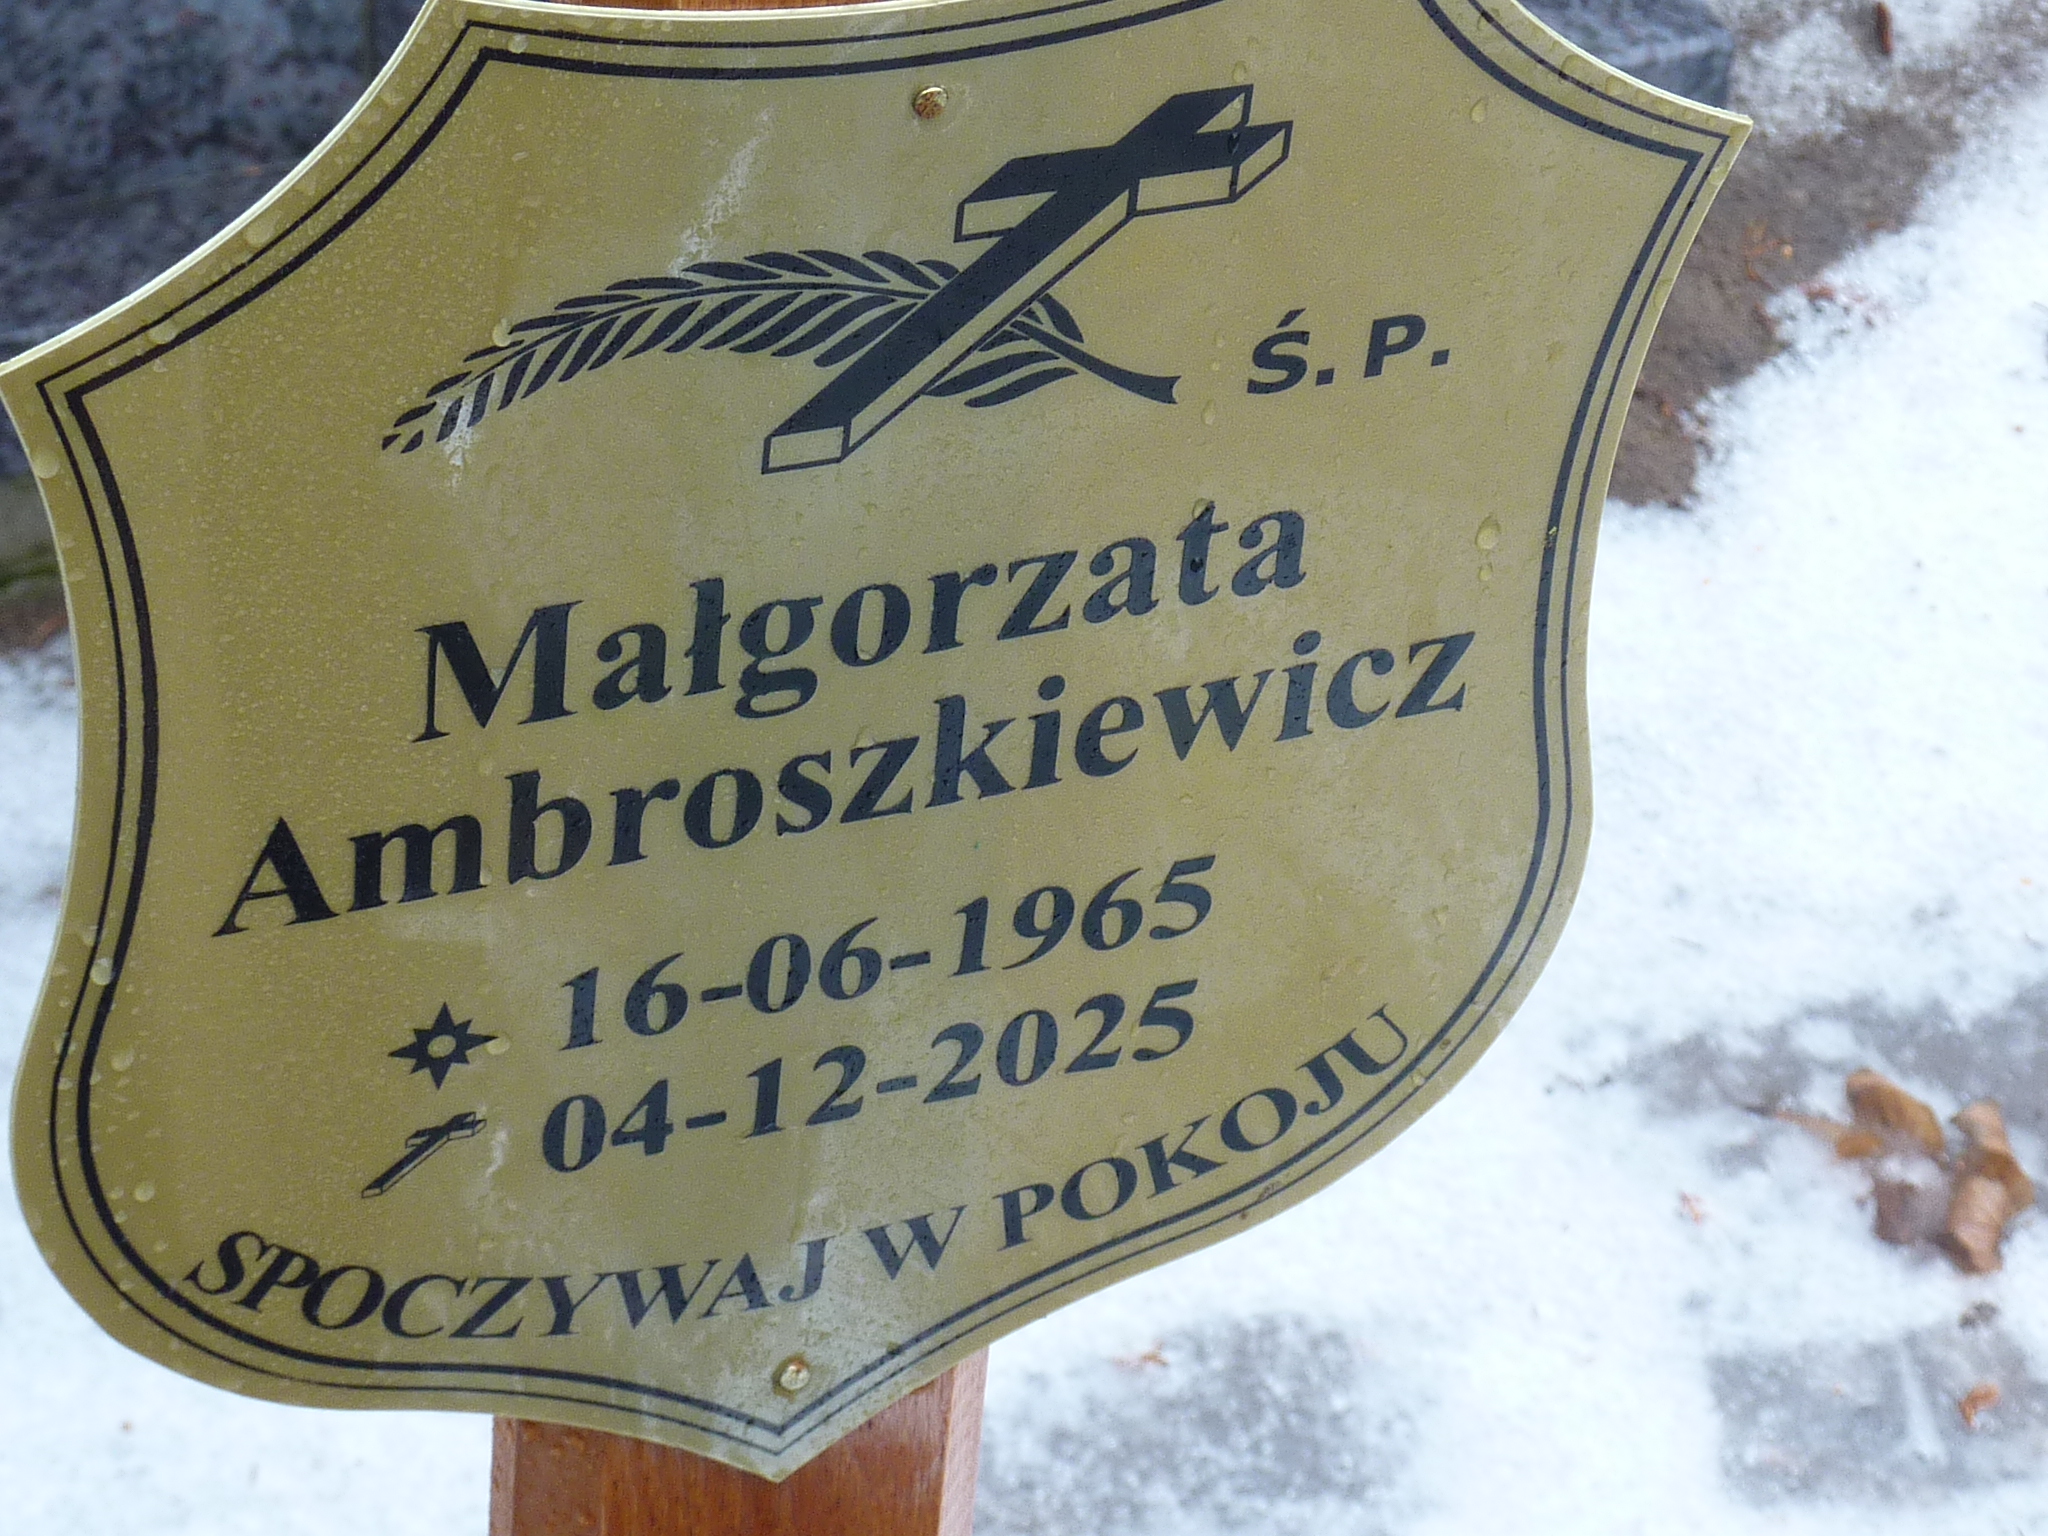 Ś. P.
Małgorzata
Ambroszkiewicz
16-06-1965
04-12-2025
SPOCZYWAJ W POKOJU